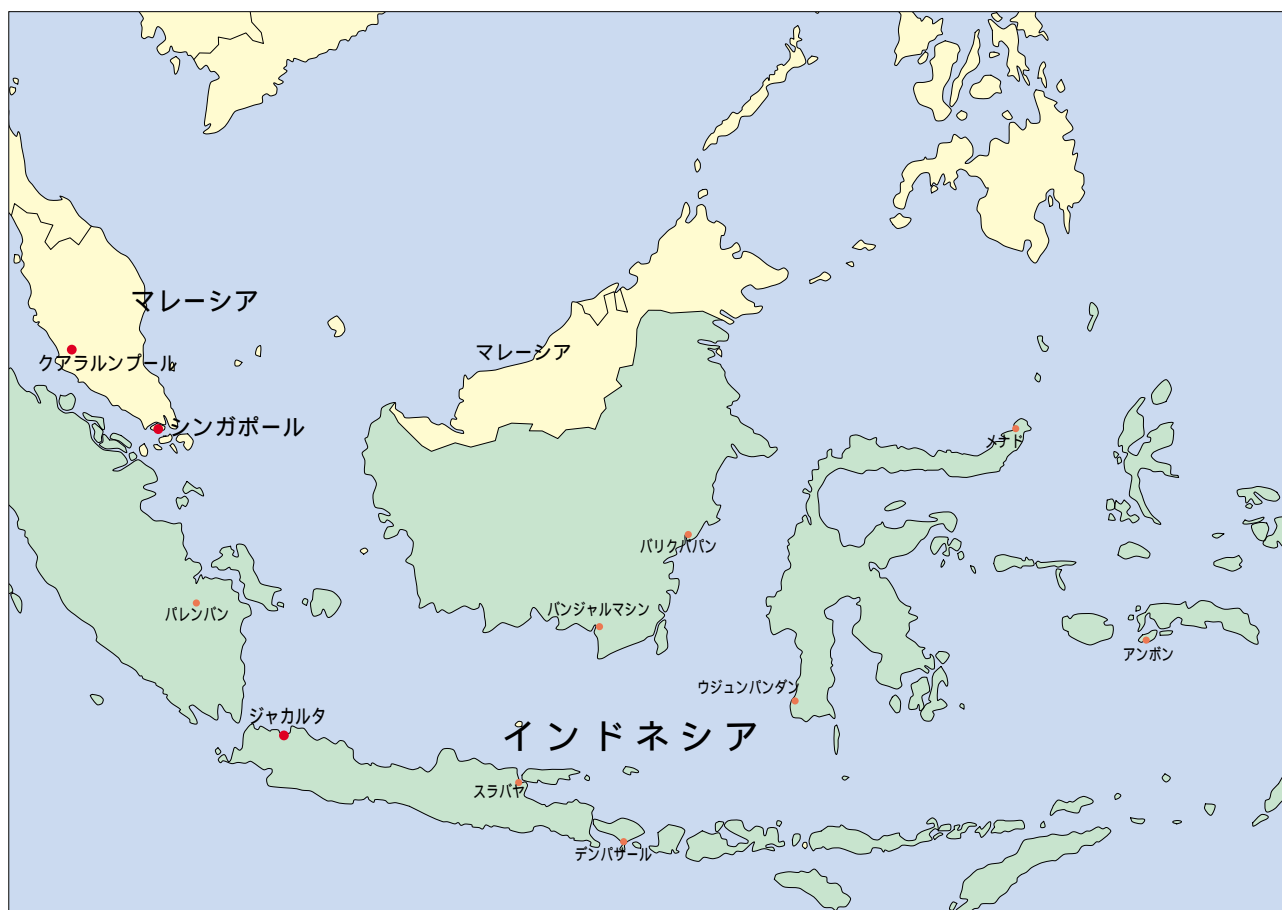 マレーシア
クアラルンプール
マレーシア
シンガポール
メナド
バリクパパン
パレンバン
バンジャルマシン
アンボン
ウジュンパンダン
ジャカルタ
インドネシア
スラバヤ
デンパサール